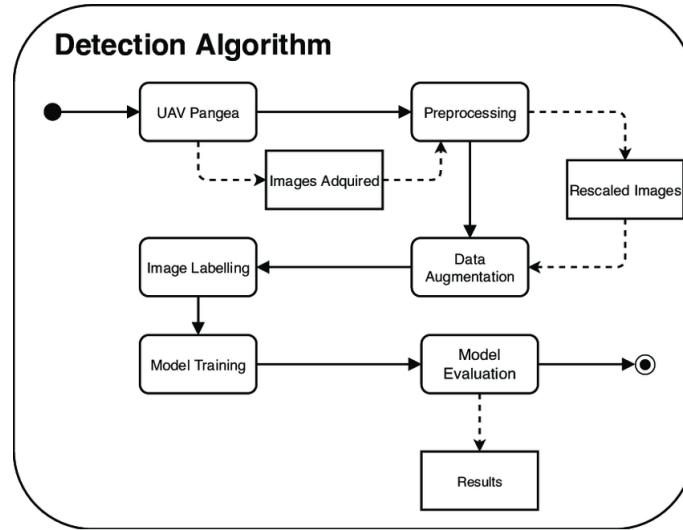 Detection Algorithm
UAV Pangea
Preprocessing
Images Adquired
Rescaled Images
Image Labelling
Data
Augmentation
Model Training
Model
Evaluation
Results